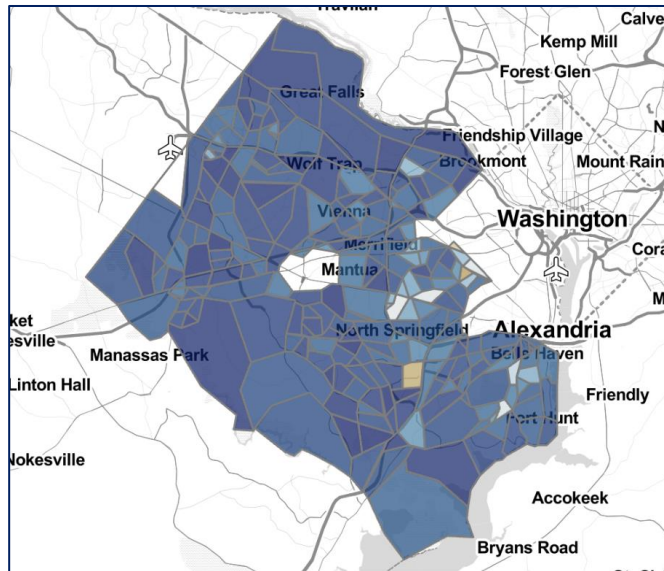 Travilah
Calve
Kemp Mill
Forest Glen
Great Falls
Friendship Village
N
Wolf Trap
Brookmont
Mount Rain
Vienna
Washington
Merrifield
Cora
Mantua
M
ket
North Springfield
Alexandria
esville
Manassas Park
Belle Haven
Linton Hall
Friendly
Fort Hunt
Nokesville
Accokeek
Bryans Road